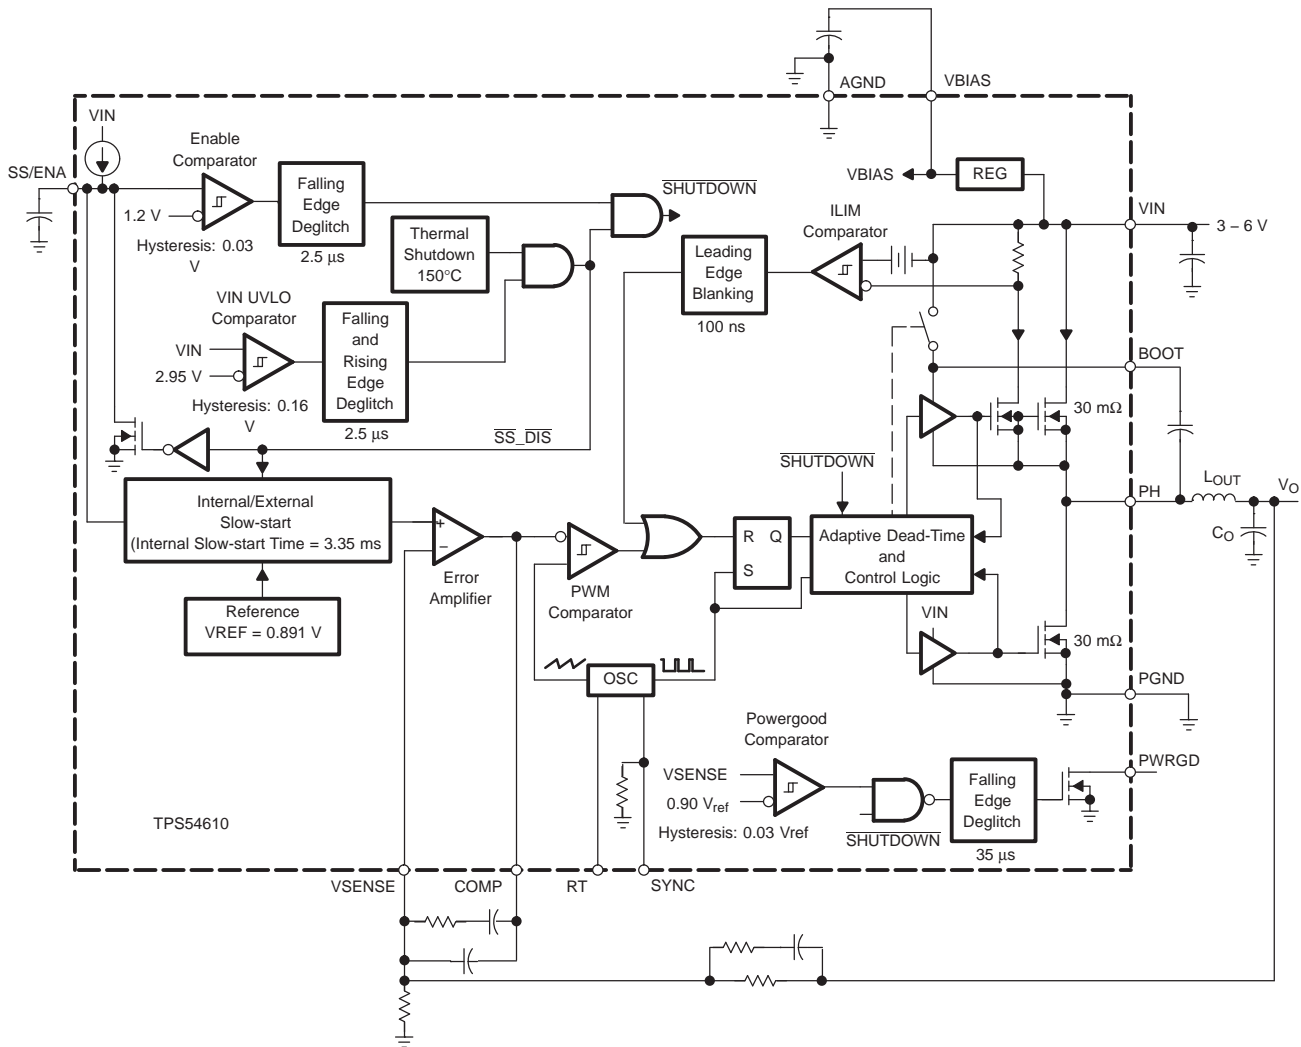 AGND
VBIAS
VIN
Enable
Comparator
SS/ENA
Falling
Edge
Deglitch
SHUTDOWN
VBIAS
REG
1.2 V
Hysteresis: 0.03
V
2.5 µs
Thermal
Shutdown
150°C
ILIM
Comparator
VIN
3 – 6 V
Leading
Edge
Blanking
100 ns
VIN UVLO
Comparator
VIN
2.95 V
Hysteresis: 0.16
V
Falling
and
Rising
Edge
Deglitch
2.5 µs
BOOT
30 mΩ
SS_DIS
SHUTDOWN
PH
LOUT
VO
CO
Internal/External
Slow-start
(Internal Slow-start Time = 3.35 ms
+
−
Error
Amplifier
PWM
Comparator
R Q
S
Adaptive Dead-Time
and
Control Logic
Reference
VREF = 0.891 V
VIN
30 mΩ
OSC
PGND
Powergood
Comparator
VSENSE
0.90 Vref
Hysteresis: 0.03 Vref
SHUTDOWN
Falling
Edge
Deglitch
35 µs
PWRGD
TPS54610
VSENSE
COMP
RT
SYNC